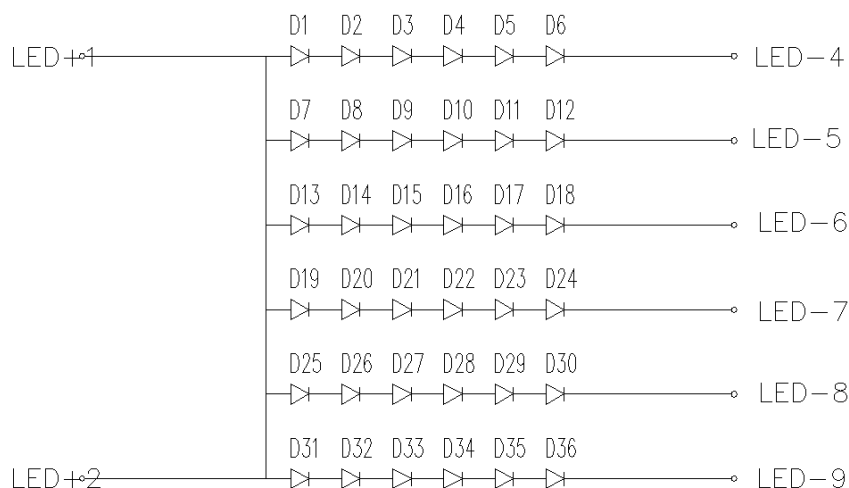 D1 D2 D3 D4 D5 D6
LED+1 LED-4
D7 D8 D9 D10 D11 D12
LED-5
D13 D14 D15 D16 D17 D18
LED-6
D19 D20 D21 D22 D23 D24
LED-7
D25 D26 D27 D28 D29 D30
LED-8
D31 D32 D33 D34 D35 D36
LED+2 LED-9